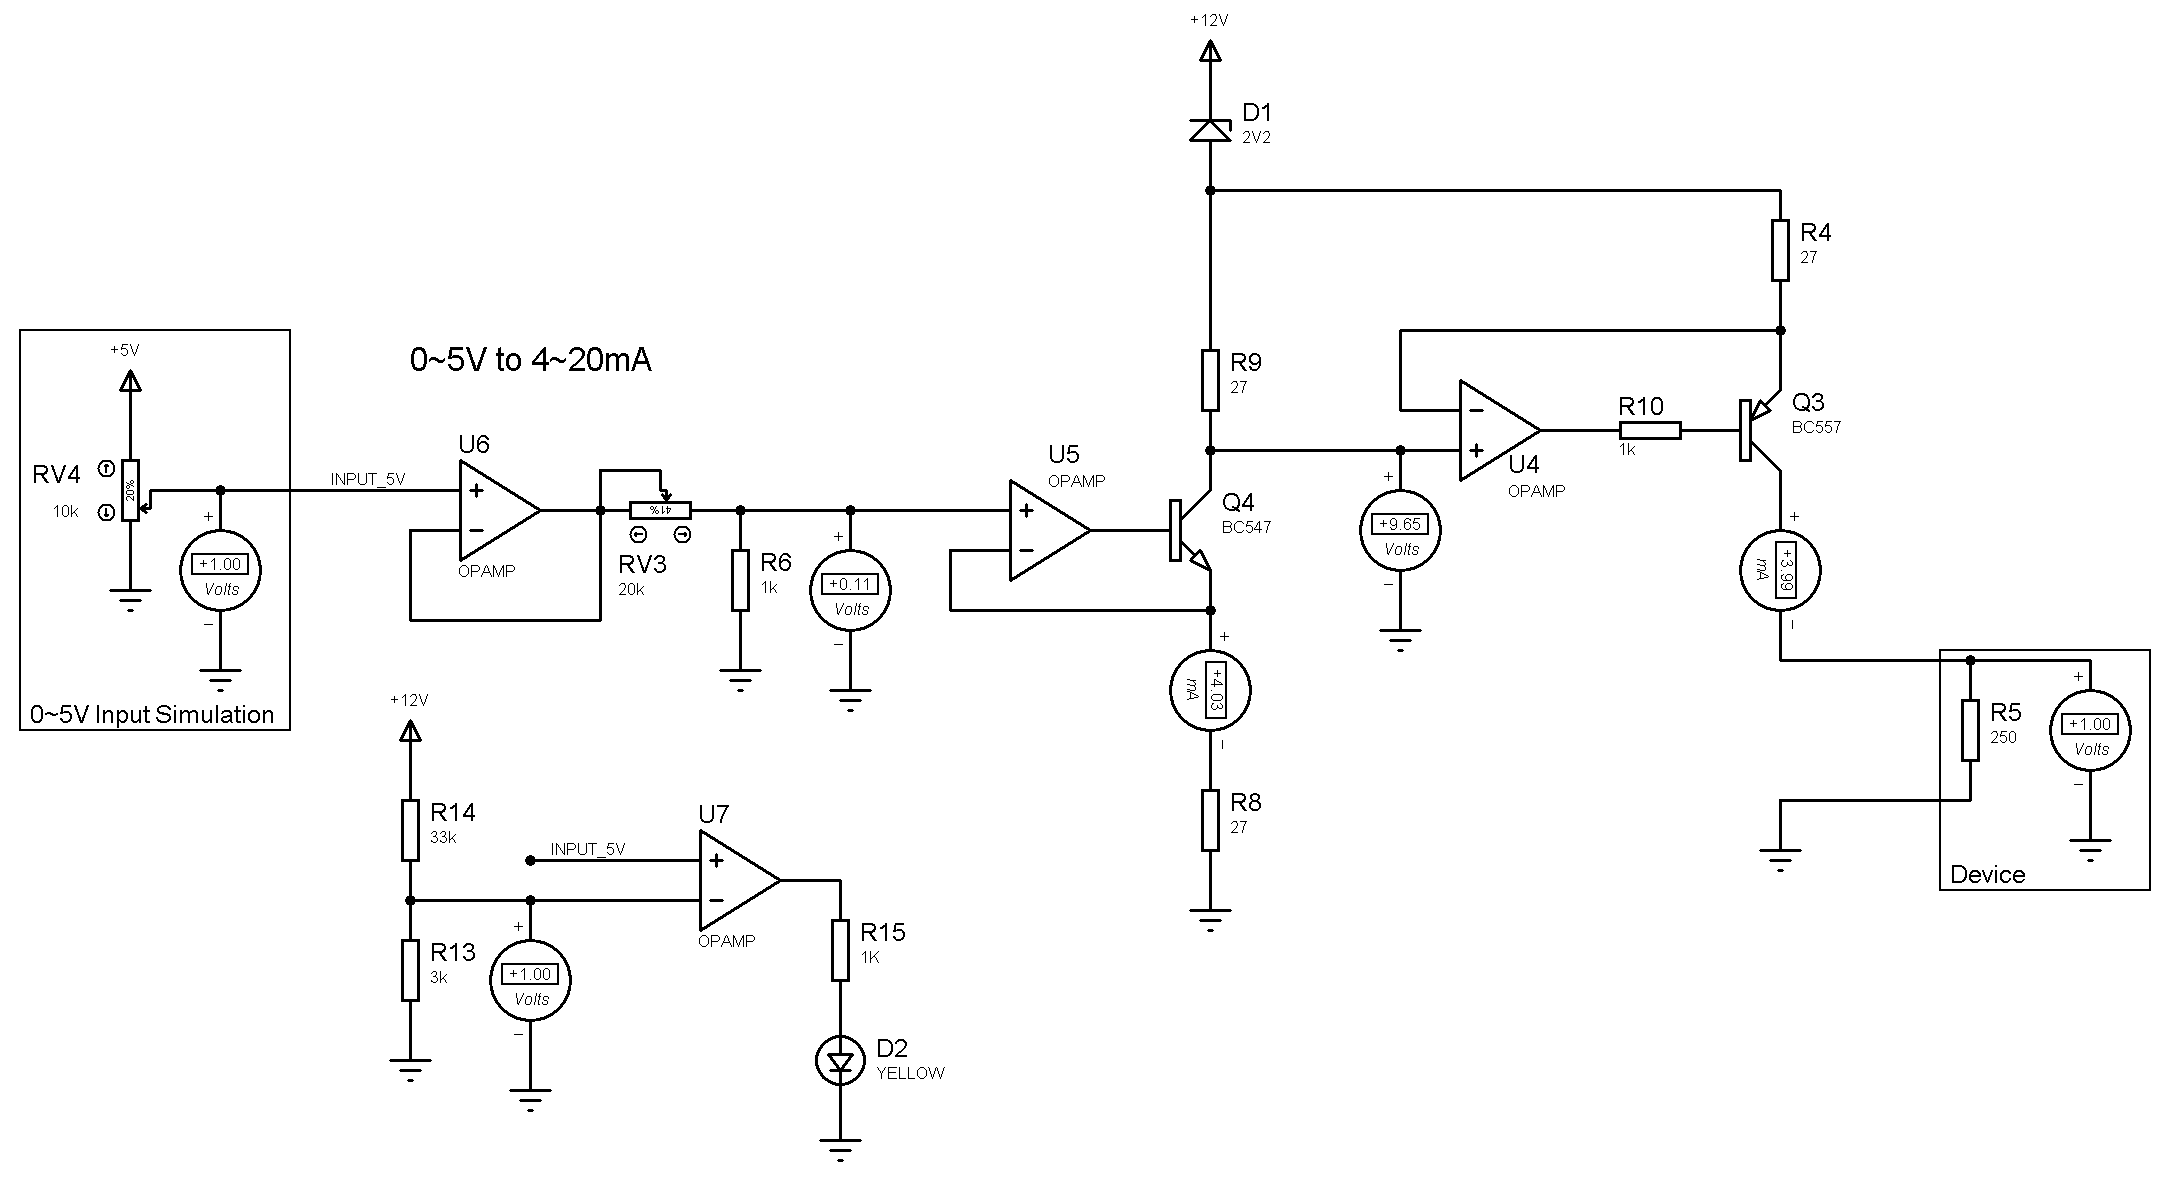 +12V
D1
2V2
R4
27
0~5V to 4~20mA
+5V
R9
27
RV4
10k
20%
INPUT_5V
U6
OPAMP
RV3
20k
41%
R6
1k
U5
OPAMP
Q4
BC547
U4
OPAMP
R10
1k
Q3
BC557
+
+1.00
Volts
−
0~5V Input Simulation
+
+0.11
Volts
−
+
+4.03
mA
−
R8
27
+
+9.65
Volts
−
+
+3.99
mA
−
R5
250
+
+1.00
Volts
−
Device
+12V
R14
33k
R13
3k
INPUT_5V
U7
OPAMP
+
+1.00
Volts
−
R15
1K
D2
YELLOW